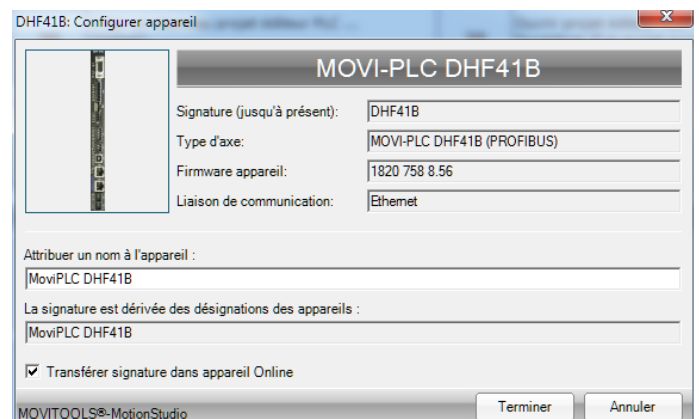 DHF41B: Configurer appareil
MOVI-PLC DHF41B
Signature (jusqu'à présent): DHF41B
Type d'axe: MOVI-PLC DHF41B (PROFIBUS)
Firmware appareil: 1820 758 8.56
Liaison de communication: Ethernet
Attribuer un nom à l'appareil :
MoviPLC DHF41B
La signature est dérivée des désignations des appareils :
MoviPLC DHF41B
Transférer signature dans appareil Online
MOVITOOLS®-MotionStudio Terminer Annuler